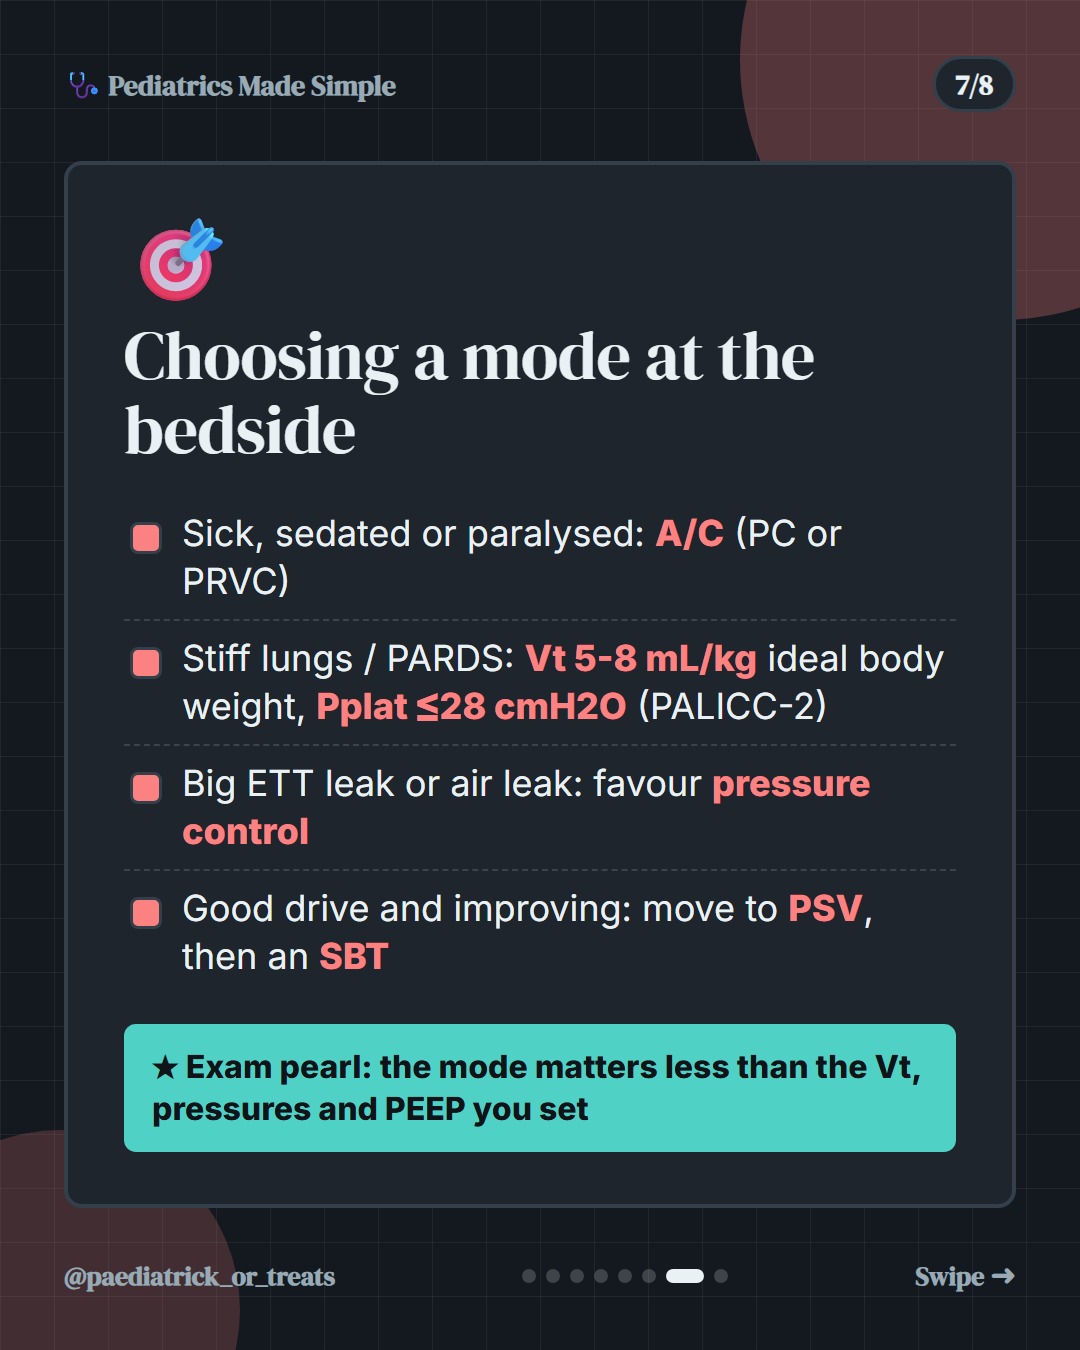 Pediatrics Made Simple
7/8
Choosing a mode at the
bedside
Sick, sedated or paralysed: A/C (PC or
PRVC)
Stiff lungs / PARDS: Vt 5-8 mL/kg ideal body
weight, Pplat ≤28 cmH2O (PALICC-2)
Big ETT leak or air leak: favour pressure
control
Good drive and improving: move to PSV,
then an SBT
★ Exam pearl: the mode matters less than the Vt,
pressures and PEEP you set
@paediatrick_or_treats
Swipe ➜